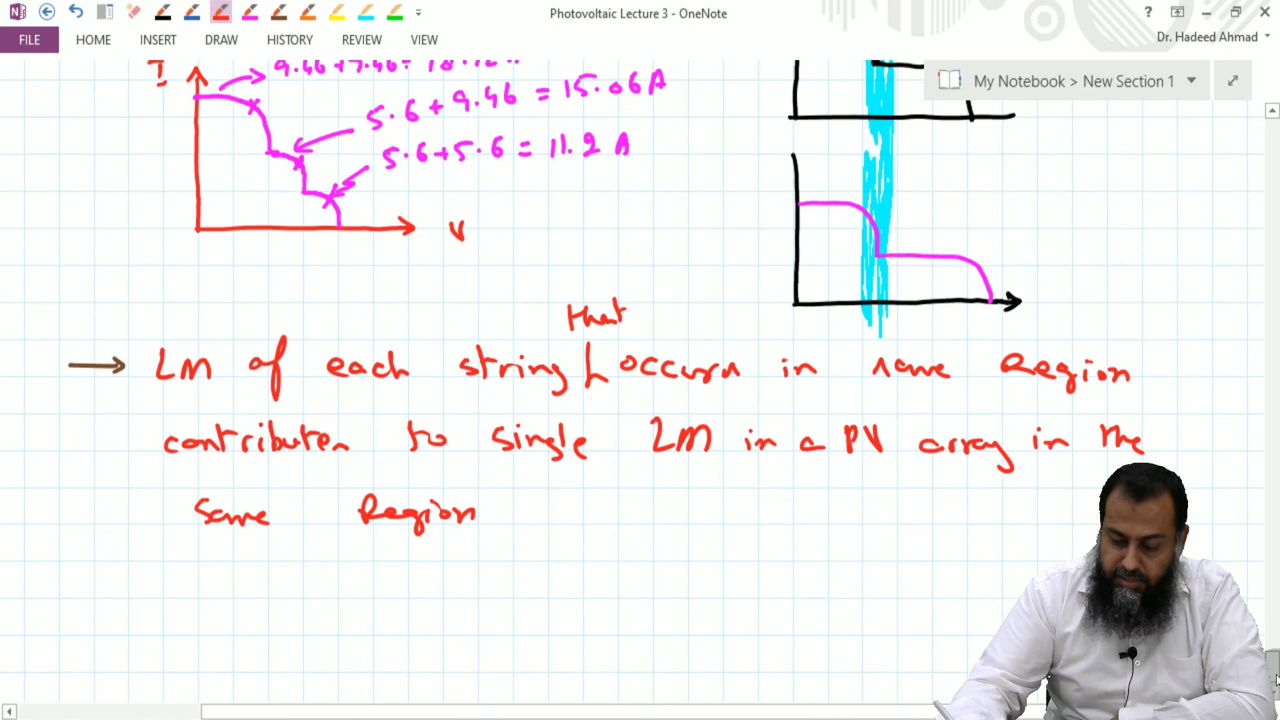 Photovoltaic Lecture 3 - OneNote
?
Dr. Hadeed Ahmad
FILE HOME INSERT DRAW HISTORY REVIEW VIEW
My Notebook > New Section 1
I
5.6 + 9.46 = 15.06 A
5.6 + 5.6 = 11.2 A
V
that
LM of each string occurs in same Region
contributes to single LM in a PV array in the
same Region